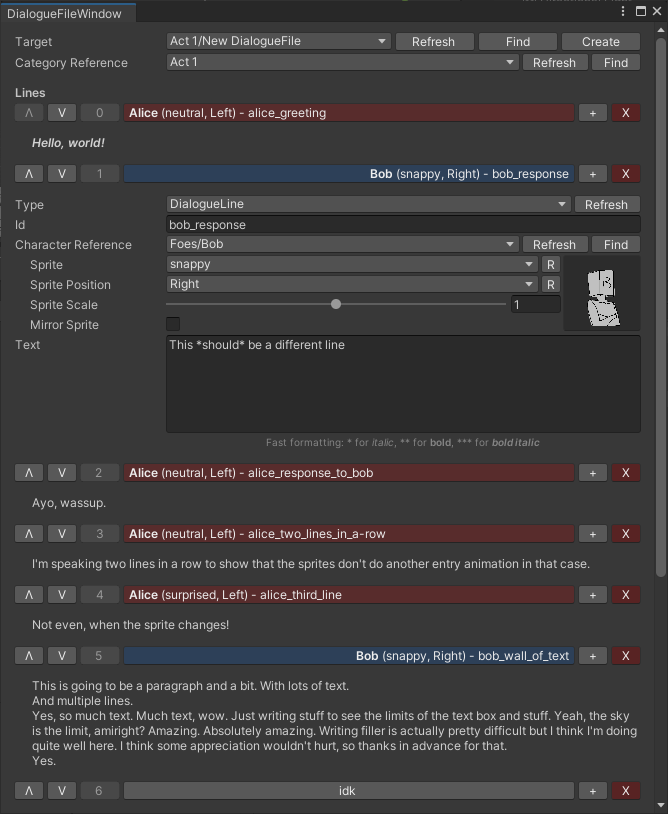 DialogueFileWindow
Target Act 1/New DialogueFile Refresh Find Create
Category Reference Act 1 Refresh Find
Lines
Λ V 0 Alice (neutral, Left) - alice_greeting + X
Hello, world!
Λ V 1 Bob (snappy, Right) - bob_response + X
Type DialogueLine Refresh
Id bob_response
Character Reference Foes/Bob Refresh Find
Sprite snappy R
Sprite Position Right R
Sprite Scale 1
Mirror Sprite
Text This *should* be a different line
Fast formatting: * for italic, ** for bold, *** for bold italic
Λ V 2 Alice (neutral, Left) - alice_response_to_bob + X
Ayo, wassup.
Λ V 3 Alice (neutral, Left) - alice_two_lines_in_a-row + X
I'm speaking two lines in a row to show that the sprites don't do another entry animation in that case.
Λ V 4 Alice (surprised, Left) - alice_third_line + X
Not even, when the sprite changes!
Λ V 5 Bob (snappy, Right) - bob_wall_of_text + X
This is going to be a paragraph and a bit. With lots of text.
And multiple lines.
Yes, so much text. Much text, wow. Just writing stuff to see the limits of the text box and stuff. Yeah, the sky
is the limit, amiright? Amazing. Absolutely amazing. Writing filler is actually pretty difficult but I think I'm doing
quite well here. I think some appreciation wouldn't hurt, so thanks in advance for that.
Yes.
Λ V 6 idk + X